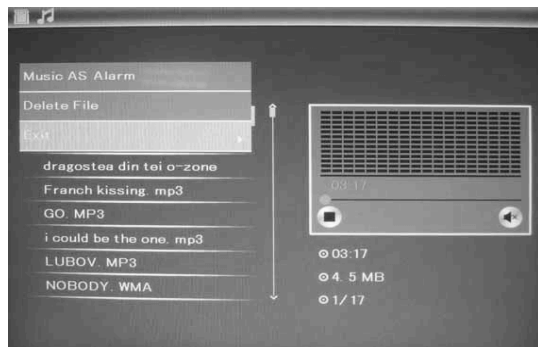 Music AS Alarm
Delete File
Exit
dragostea din tei o-zone
Franch kissing. mp3
GO. MP3
i could be the one. mp3
LUBOV. MP3
NOBODY. WMA
03:17
03:17
4. 5 MB
1/17